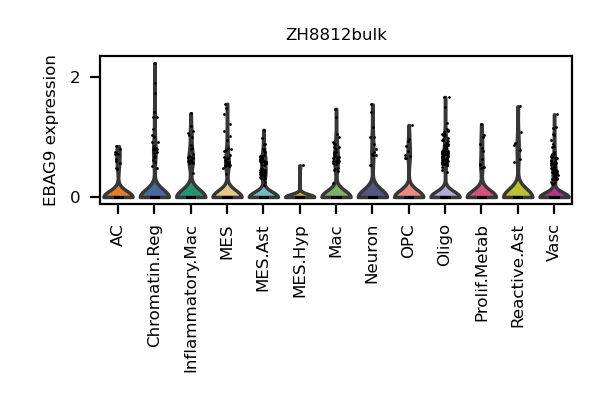 ZH8812bulk
EBAG9 expression
2
0
AC
Chromatin.Reg
Inflammatory.Mac
MES
MES.Ast
MES.Hyp
Mac
Neuron
OPC
Oligo
Prolif.Metab
Reactive.Ast
Vasc